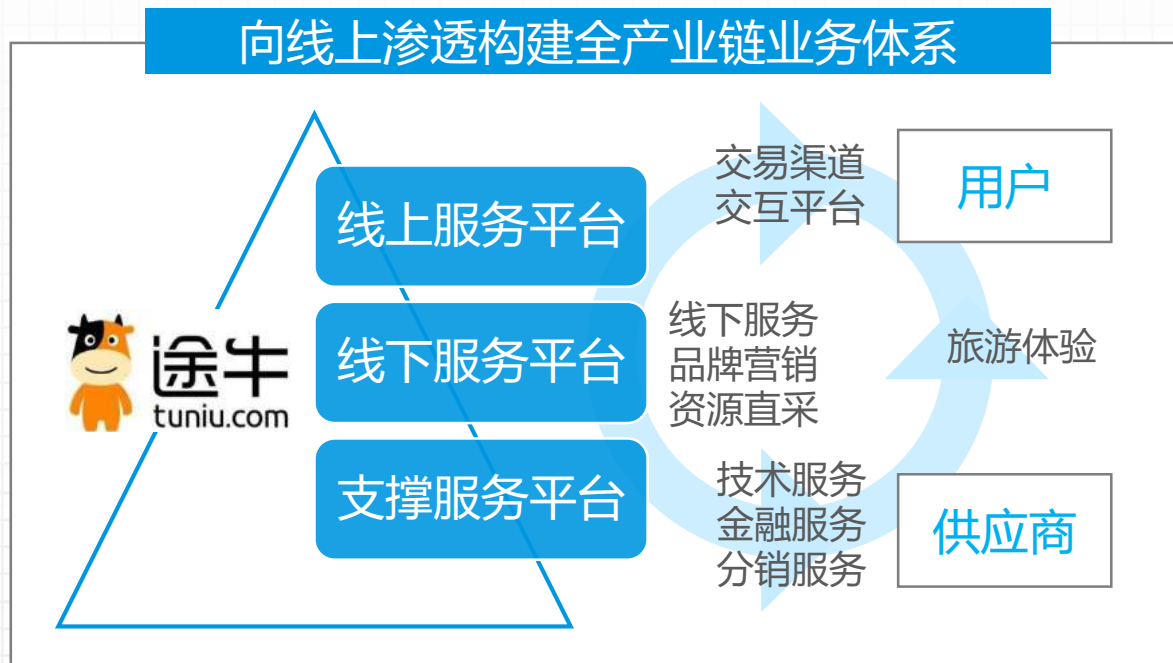 向线上渗透构建全产业链业务体系
途牛
tuniu.com
线上服务平台
线下服务平台
支撑服务平台
交易渠道
交互平台
线下服务
品牌营销
资源直采
技术服务
金融服务
分销服务
用户
旅游体验
供应商